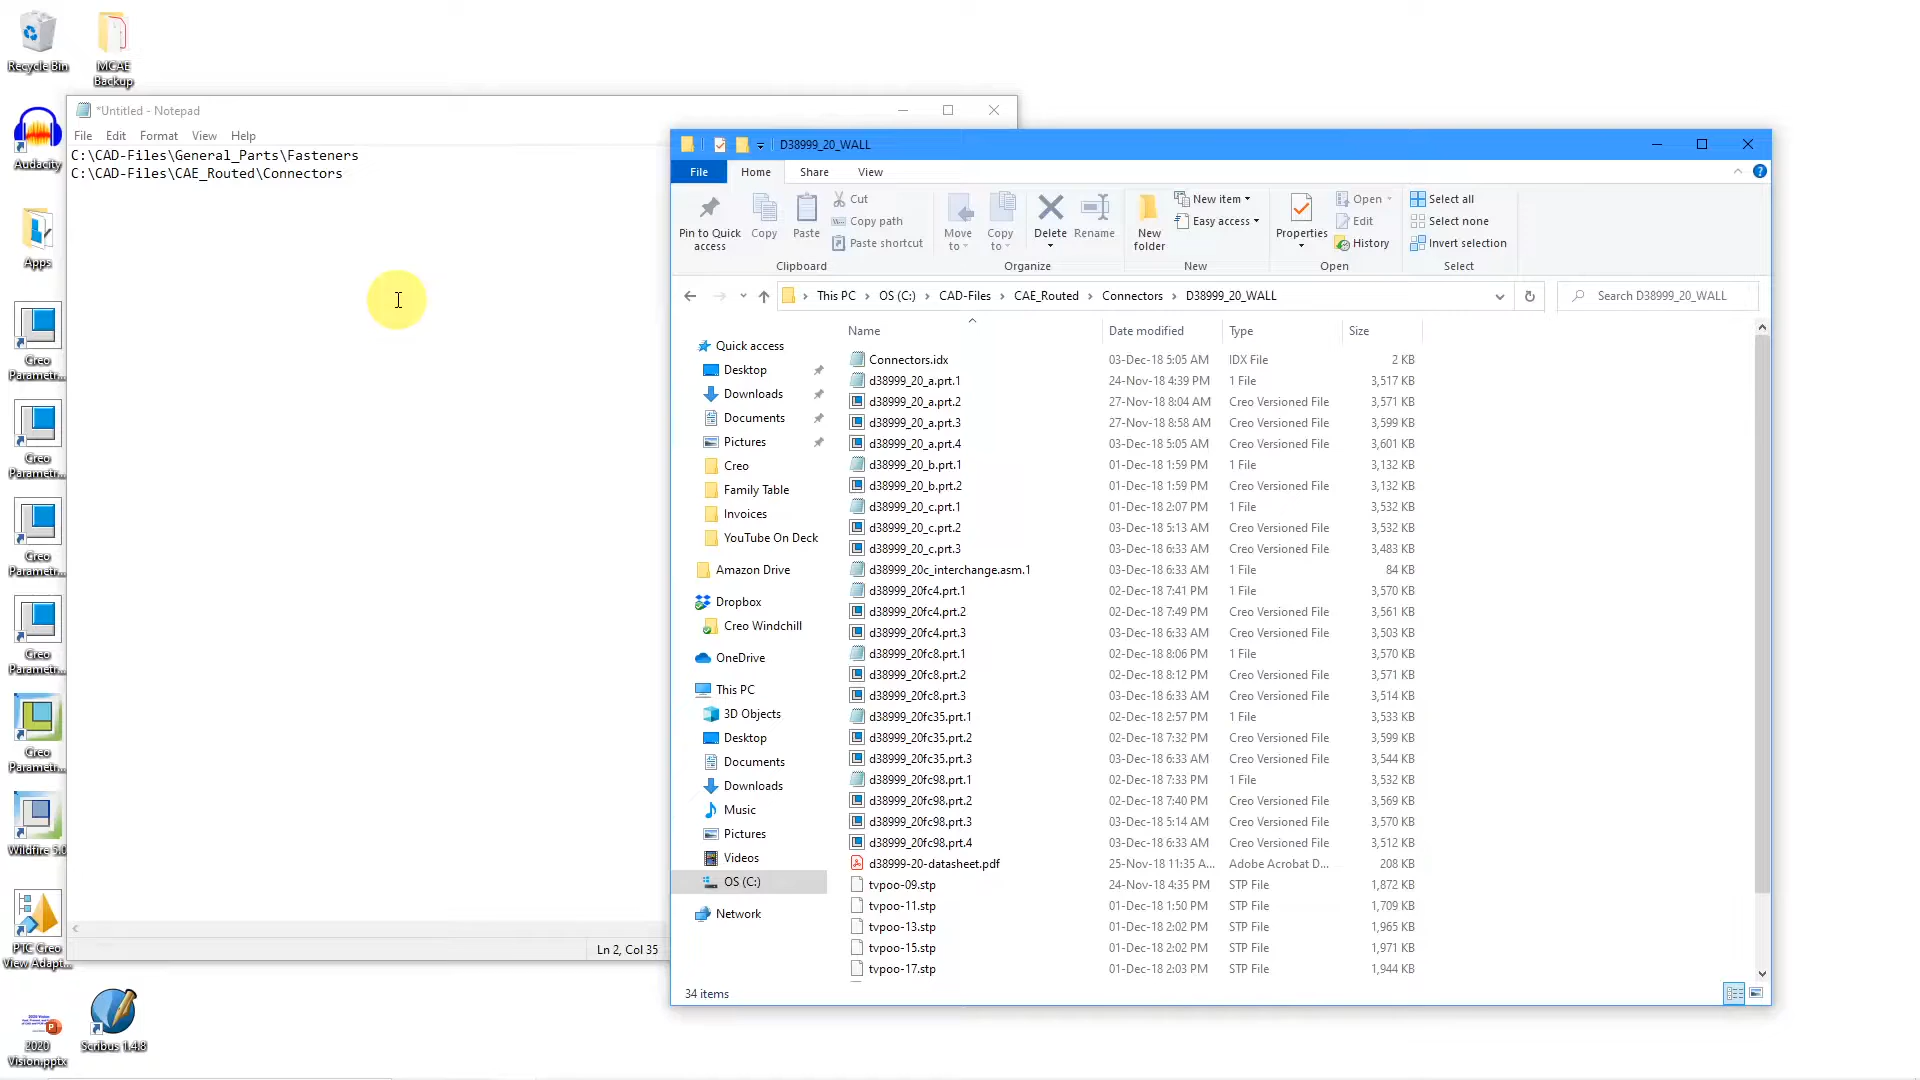 Recycle Bin
MCAE
Backup
Audacity
Apps
Creo
Parametr...
Creo
Parametr...
Creo
Parametr...
Creo
Parametr...
Creo
Parametr...
Wildfire 5.0
PTC Creo
View Adapt...
2020
Vision.pptx
Scribus 1.4.8
*Untitled - Notepad
File Edit Format View Help
C:\CAD-Files\General_Parts\Fasteners
C:\CAD-Files\CAE_Routed\Connectors
Ln 2, Col 35
D38999_20_WALL
File Home Share View
Pin to Quick
access
Copy
Paste
Cut
Copy path
Paste shortcut
Clipboard
Move
to
Copy
to
Delete
Rename
Organize
New
folder
New item
Easy access
New
Properties
Open
Edit
History
Open
Select all
Select none
Invert selection
Select
This PC OS (C:) CAD-Files CAE_Routed Connectors D38999_20_WALL
Search D38999_20_WALL
Quick access
Desktop
Downloads
Documents
Pictures
Creo
Family Table
Invoices
YouTube On Deck
Amazon Drive
Dropbox
Creo Windchill
OneDrive
This PC
3D Objects
Desktop
Documents
Downloads
Music
Pictures
Videos
OS (C:)
Network
Name Date modified Type Size
Connectors.idx 03-Dec-18 5:05 AM IDX File 2 KB
d38999_20_a.prt.1 24-Nov-18 4:39 PM 1 File 3,517 KB
d38999_20_a.prt.2 27-Nov-18 8:04 AM Creo Versioned File 3,571 KB
d38999_20_a.prt.3 27-Nov-18 8:58 AM Creo Versioned File 3,599 KB
d38999_20_a.prt.4 03-Dec-18 5:05 AM Creo Versioned File 3,601 KB
d38999_20_b.prt.1 01-Dec-18 1:59 PM 1 File 3,132 KB
d38999_20_b.prt.2 01-Dec-18 1:59 PM Creo Versioned File 3,132 KB
d38999_20_c.prt.1 01-Dec-18 2:07 PM 1 File 3,532 KB
d38999_20_c.prt.2 03-Dec-18 5:13 AM Creo Versioned File 3,532 KB
d38999_20_c.prt.3 03-Dec-18 6:33 AM Creo Versioned File 3,483 KB
d38999_20c_interchange.asm.1 03-Dec-18 6:33 AM 1 File 84 KB
d38999_20fc4.prt.1 02-Dec-18 7:41 PM 1 File 3,570 KB
d38999_20fc4.prt.2 02-Dec-18 7:49 PM Creo Versioned File 3,561 KB
d38999_20fc4.prt.3 03-Dec-18 6:33 AM Creo Versioned File 3,503 KB
d38999_20fc8.prt.1 02-Dec-18 8:06 PM 1 File 3,570 KB
d38999_20fc8.prt.2 02-Dec-18 8:12 PM Creo Versioned File 3,571 KB
d38999_20fc8.prt.3 03-Dec-18 6:33 AM Creo Versioned File 3,514 KB
d38999_20fc35.prt.1 02-Dec-18 2:57 PM 1 File 3,533 KB
d38999_20fc35.prt.2 02-Dec-18 7:32 PM Creo Versioned File 3,599 KB
d38999_20fc35.prt.3 03-Dec-18 6:33 AM Creo Versioned File 3,544 KB
d38999_20fc98.prt.1 02-Dec-18 7:33 PM 1 File 3,532 KB
d38999_20fc98.prt.2 02-Dec-18 7:40 PM Creo Versioned File 3,569 KB
d38999_20fc98.prt.3 03-Dec-18 5:14 AM Creo Versioned File 3,570 KB
d38999_20fc98.prt.4 03-Dec-18 6:33 AM Creo Versioned File 3,512 KB
d38999-20-datasheet.pdf 25-Nov-18 11:35 A... Adobe Acrobat D... 208 KB
tvpoo-09.stp 24-Nov-18 4:35 PM STP File 1,872 KB
tvpoo-11.stp 01-Dec-18 1:50 PM STP File 1,709 KB
tvpoo-13.stp 01-Dec-18 2:02 PM STP File 1,965 KB
tvpoo-15.stp 01-Dec-18 2:02 PM STP File 1,971 KB
tvpoo-17.stp 01-Dec-18 2:03 PM STP File 1,944 KB
34 items